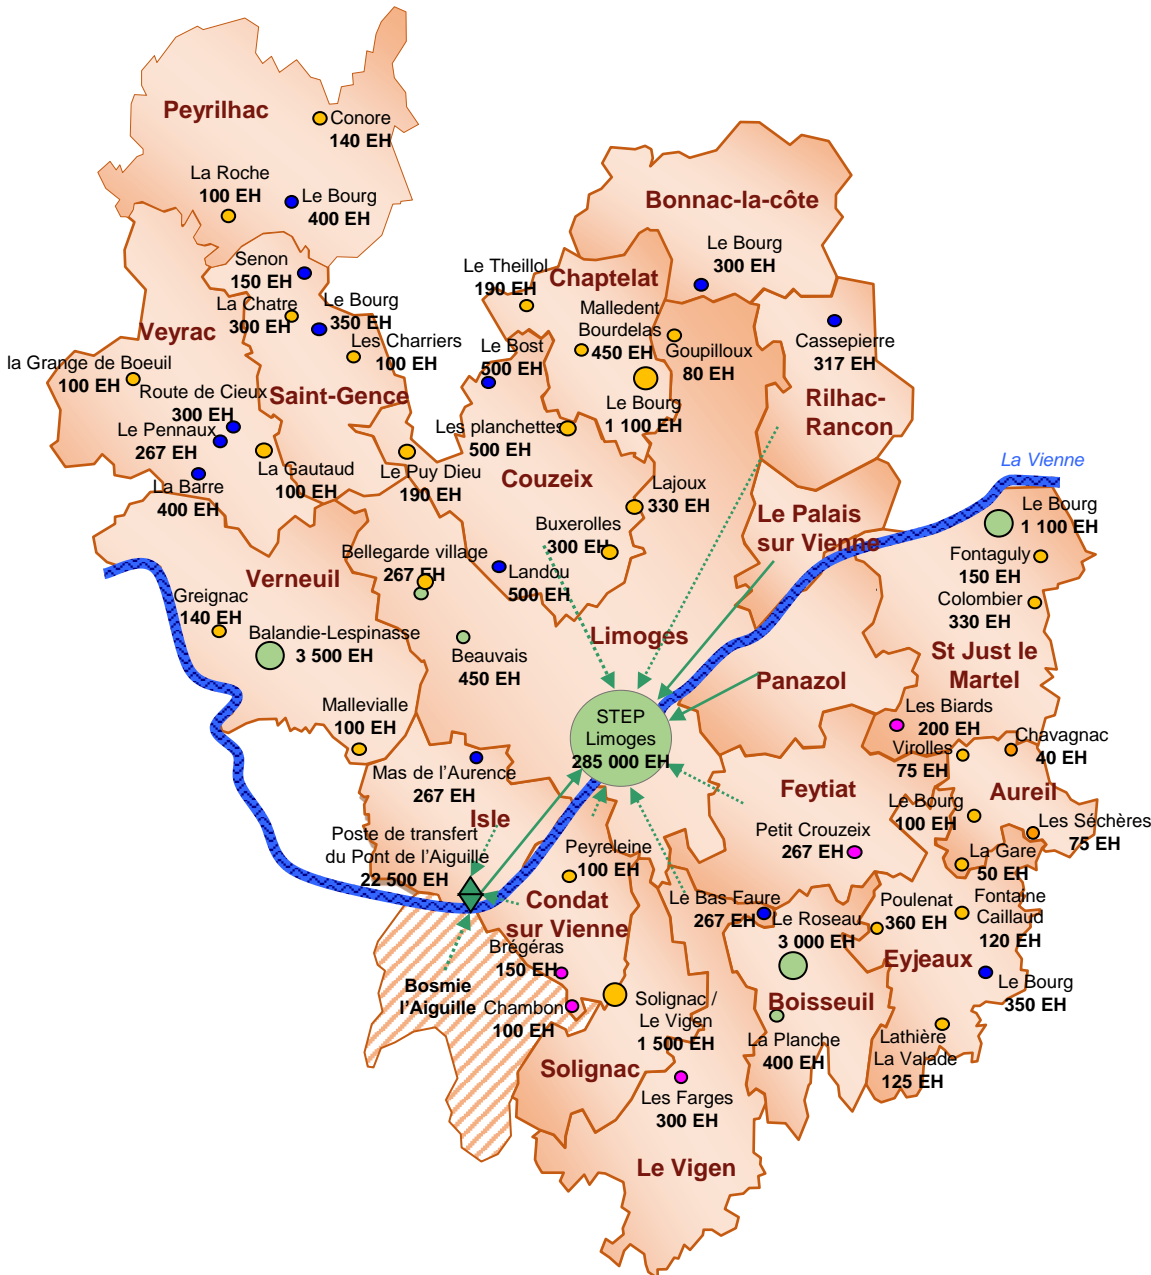 Peyrilhac
Conore
140 EH
La Roche
100 EH
Le Bourg
400 EH
Bonnac-la-côte
Le Bourg
300 EH
Senon
150 EH
La Chatre
300 EH
Le Bourg
350 EH
Les Charriers
100 EH
Veyrac
Saint-Gence
la Grange de Boeuil
100 EH
Route de Cieux
300 EH
Le Pennaux
267 EH
La Barre
400 EH
La Gautaud
100 EH
Le Puy Dieu
190 EH
Le Theillol
190 EH
Chaptelat
Malledent
Bourdelas
450 EH
Goupilloux
80 EH
Le Bourg
1 100 EH
Cassepierre
317 EH
Rilhac-
Rancon
Le Bost
500 EH
Les planchettes
500 EH
Couzeix
Lajoux
330 EH
Buxerolles
300 EH
Landou
500 EH
La Vienne
Le Palais
sur Vienne
Le Bourg
1 100 EH
Fontaguly
150 EH
Colombier
330 EH
St Just le
Martel
Les Biards
200 EH
Verneuil
Greignac
140 EH
Balandie-Lespinasse
3 500 EH
Mallevialle
100 EH
Bellegarde village
267 EH
Beauvais
450 EH
Limoges
STEP
Limoges
285 000 EH
Panazol
Mas de l'Aurence
267 EH
Isle
Poste de transfert
du Pont de l'Aiguille
22 500 EH
Feytiat
Petit Crouzeix
267 EH
Virolles
75 EH
Chavagnac
40 EH
Aureil
Le Bourg
100 EH
Les Séchères
75 EH
La Gare
50 EH
Peyreleine
100 EH
Condat
sur Vienne
Brégéras
150 EH
Chambon
100 EH
Bosmie
l'Aiguille
Solignac /
Le Vigen
1 500 EH
Solignac
Le Bas Faure
267 EH
Le Roseau
3 000 EH
Boisseuil
La Planche
400 EH
Poulenat
360 EH
Fontaine
Caillaud
120 EH
Eyjeaux
Le Bourg
350 EH
Lathière
La Valade
125 EH
Les Farges
300 EH
Le Vigen